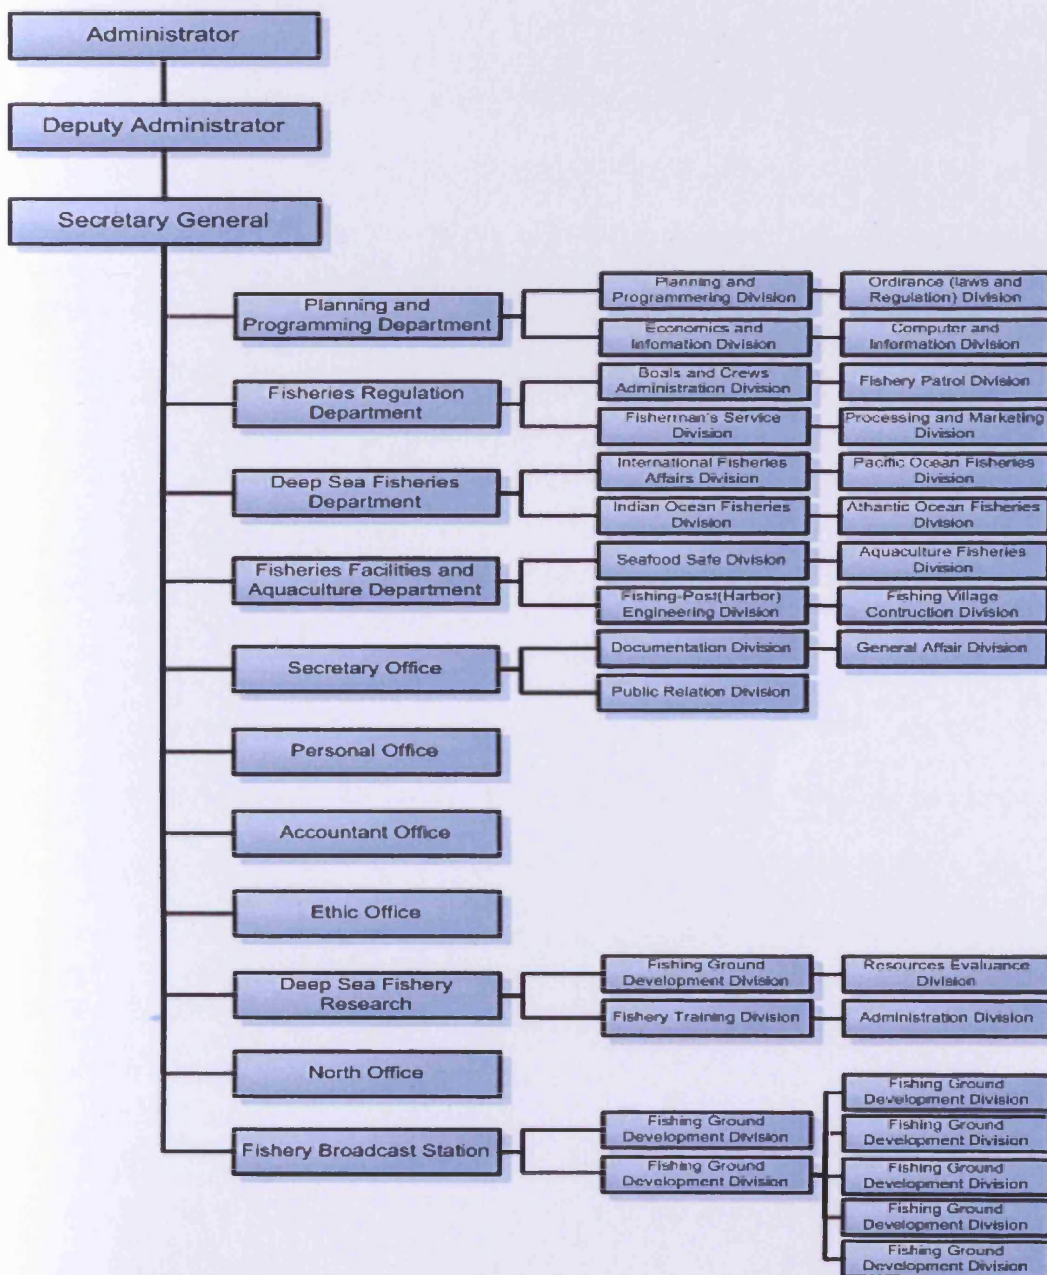 Administrator
Deputy Administrator
Secretary General
Planning and
Programming Department
Planning and
Programmering Division
Ordirance (laws and
Regulation) Division
Economics and
Infomation Division
Computer and
Information Division
Fisheries Regulation
Department
Boals and Crews
Administration Division
Fishery Patrol Division
Fisherman's Service
Division
Processing and Marketing
Division
Deep Sea Fisheries
Department
International Fisheries
Affairs Division
Pacific Ocean Fisheries
Division
Indian Ocean Fisheries
Division
Athantic Ocean Fisheries
Division
Fisheries Facilities and
Aquaculture Department
Seafood Safe Division
Aquaculture Fisheries
Division
Fishing-Post(Harbor)
Engineering Division
Fishing Village
Contruction Division
Secretary Office
Documentation Division
General Affair Division
Public Relation Division
Personal Office
Accountant Office
Ethic Office
Deep Sea Fishery
Research
Fishing Ground
Development Division
Resources Evaluance
Division
Fishery Training Division
Administration Division
North Office
Fishery Broadcast Station
Fishing Ground
Development Division
Fishing Ground
Development Division
Fishing Ground
Development Division
Fishing Ground
Development Division
Fishing Ground
Development Division
Fishing Ground
Development Division
Fishing Ground
Development Division